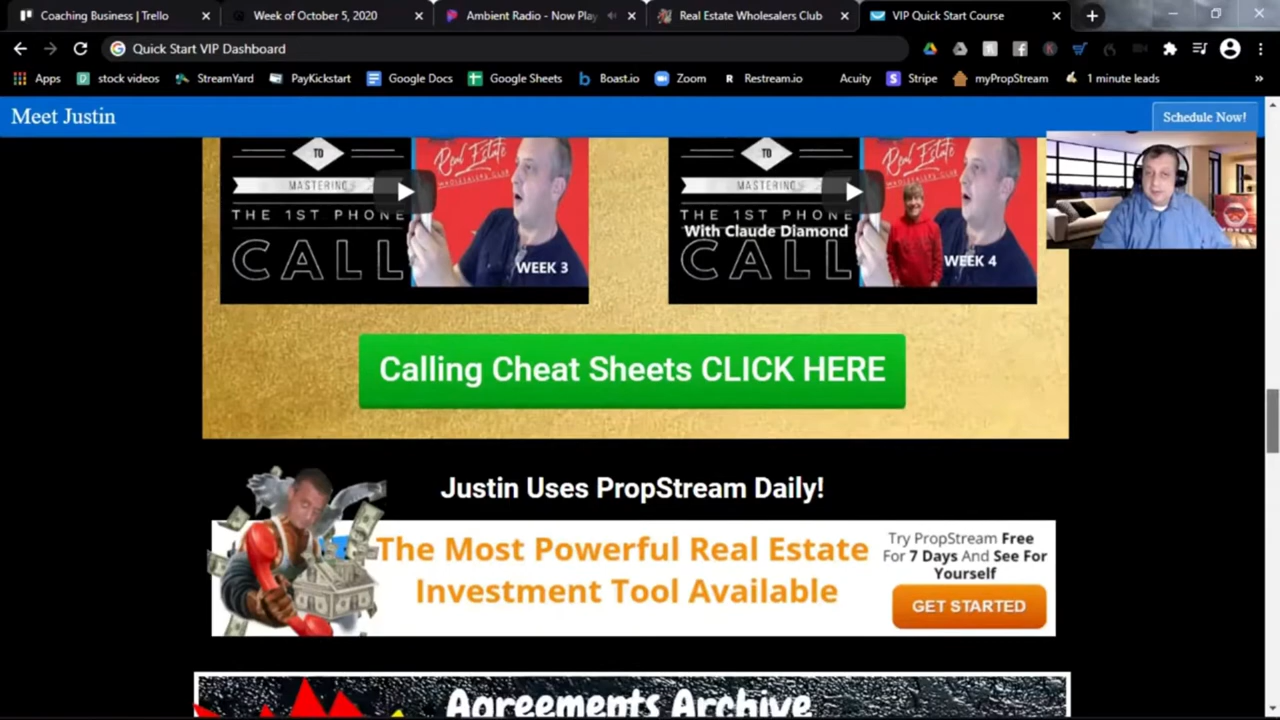 Coaching Business | Trello
Week of October 5, 2020
Ambient Radio - Now Play
Real Estate Wholesalers Club
VIP Quick Start Course
Quick Start VIP Dashboard
Apps
stock videos
StreamYard
PayKickstart
Google Docs
Google Sheets
Boast.io
Zoom
Restream.io
Acuity
Stripe
myPropStream
1 minute leads
Meet Justin
Schedule Now!
TO
MASTERING
THE 1ST PHONE
CALL
Real Estate
WHOLESALERS CLUB
WEEK 3
TO
MASTERING
THE 1ST PHONE
With Claude Diamond
CALL
Real Estate
WEEK 4
Calling Cheat Sheets CLICK HERE
Justin Uses PropStream Daily!
The Most Powerful Real Estate
Investment Tool Available
Try PropStream Free
For 7 Days And See For
Yourself
GET STARTED
Agreements Archive